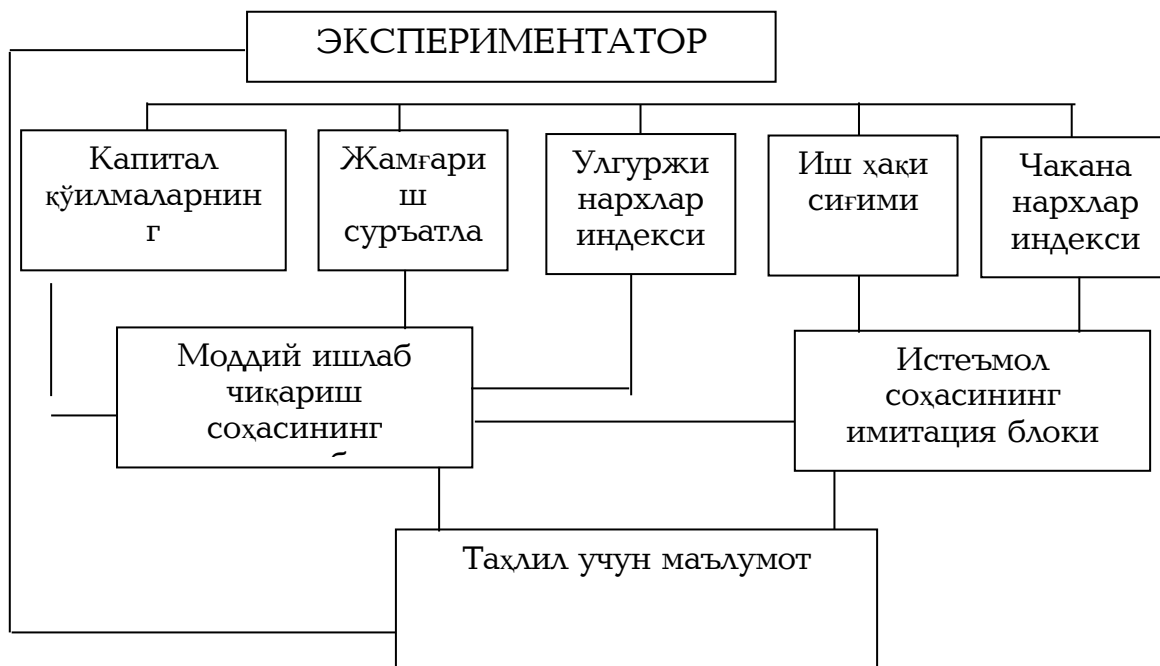 ЭКСПЕРИМЕНТАТОР
Капитал
қўилмаларнин
г
Жамғари
ш
суръатла
Улгуржи
нархлар
индекси
Иш ҳақи
сиғими
Чакана
нархлар
индекси
Моддий ишлаб
чиқариш
соҳасининг
Истеъмол
соҳасининг
имитация блоки
Таҳлил учун маълумот